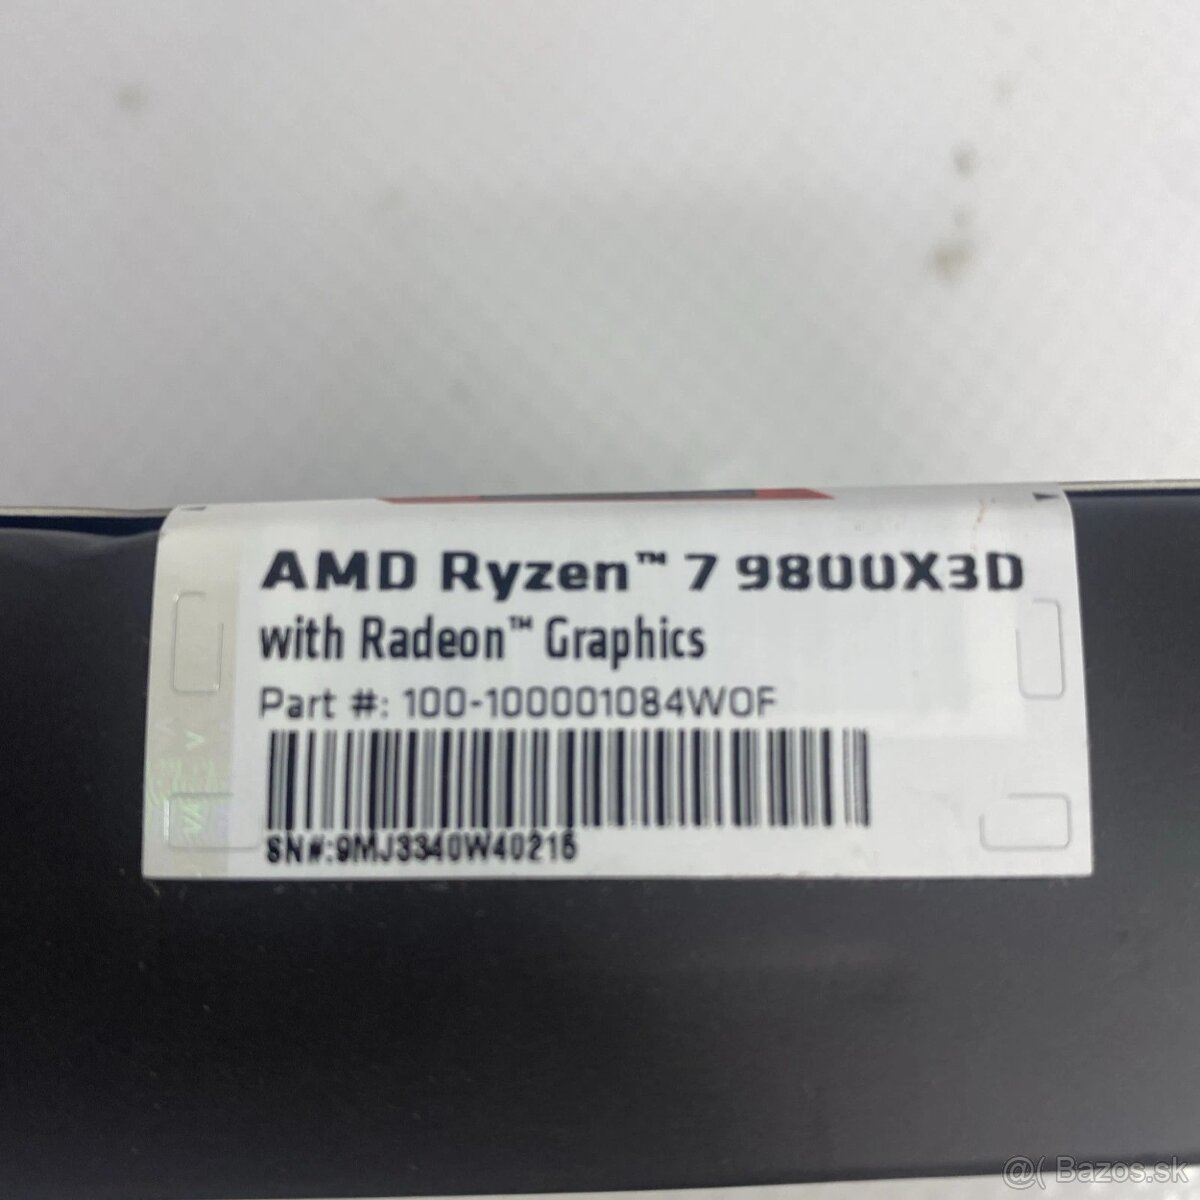 AMD Ryzen™ 7 9800X3D
with Radeon™ Graphics
Part #: 100-100001084WOF
SN#:9MJ3340W40216
@( Bazos.sk